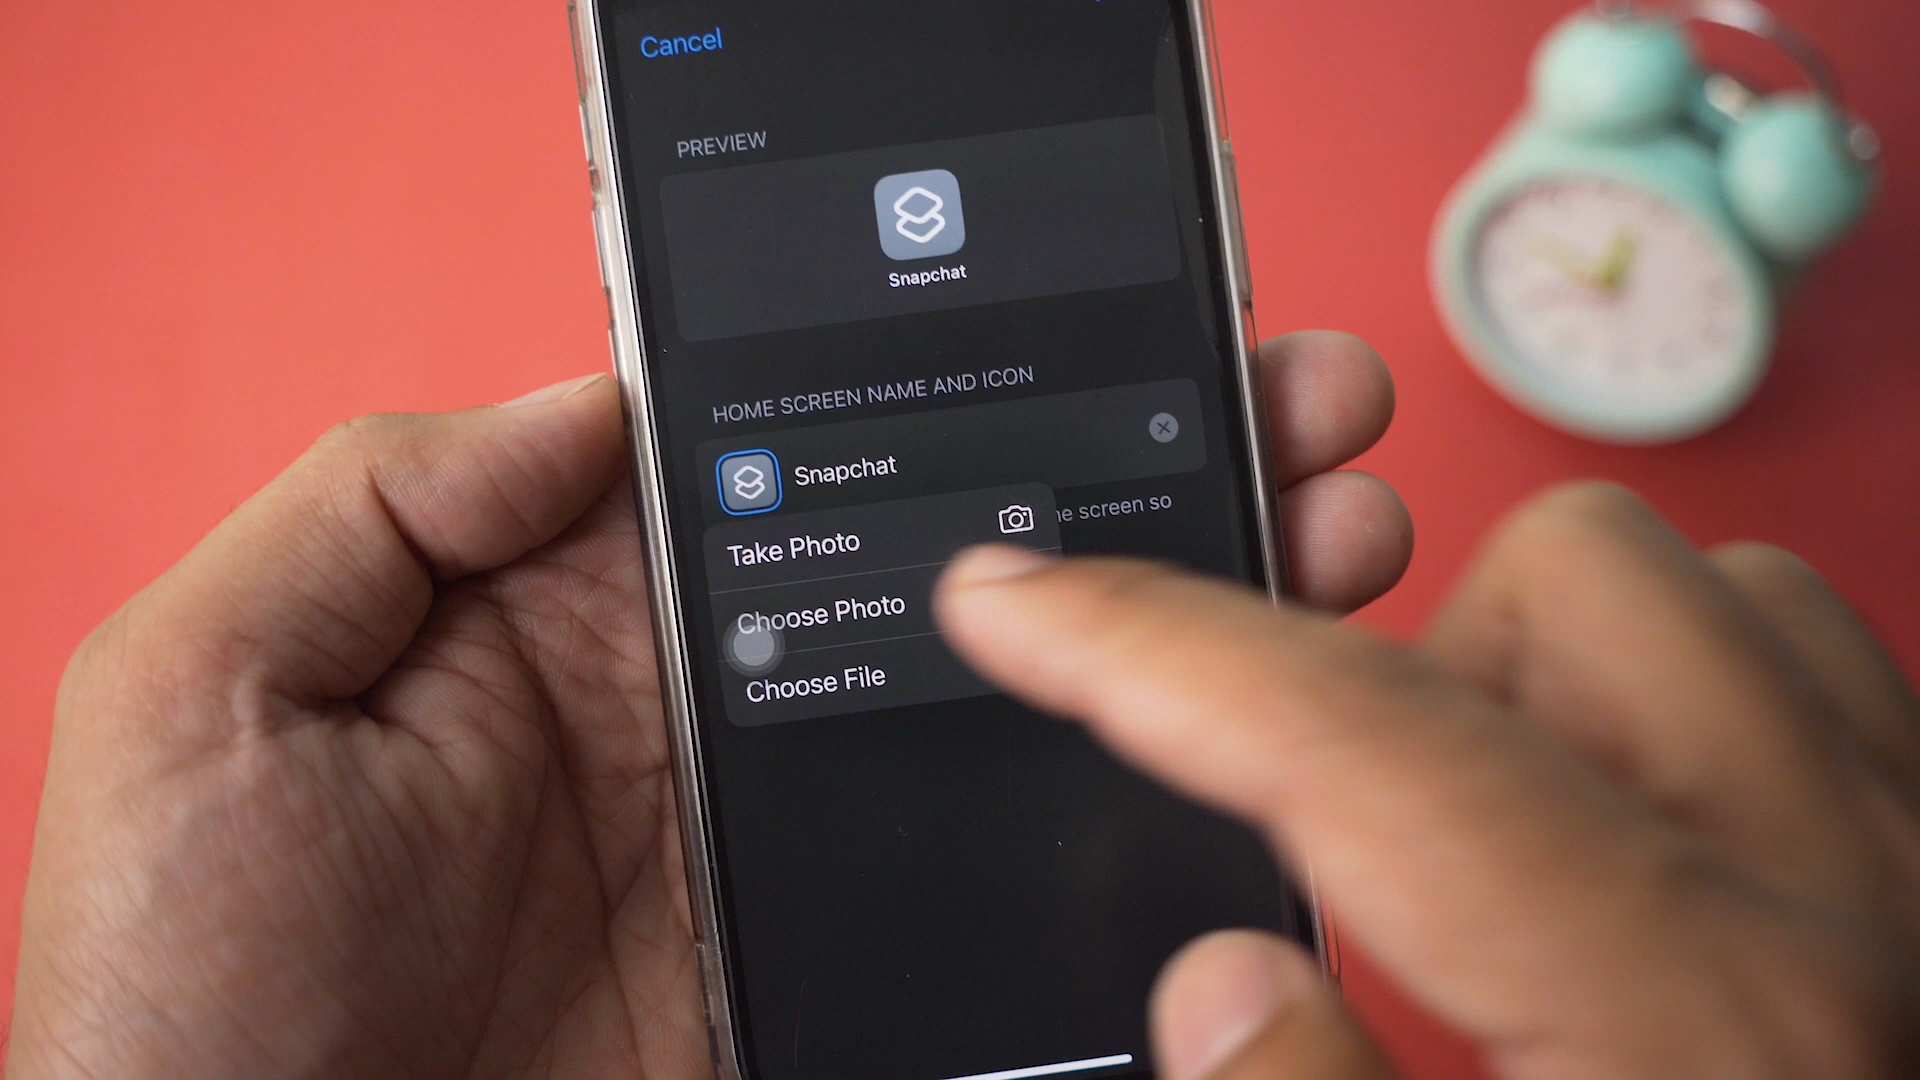 Cancel
PREVIEW
Snapchat
HOME SCREEN NAME AND ICON
Snapchat
screen so
Take Photo
Choose Photo
Choose File